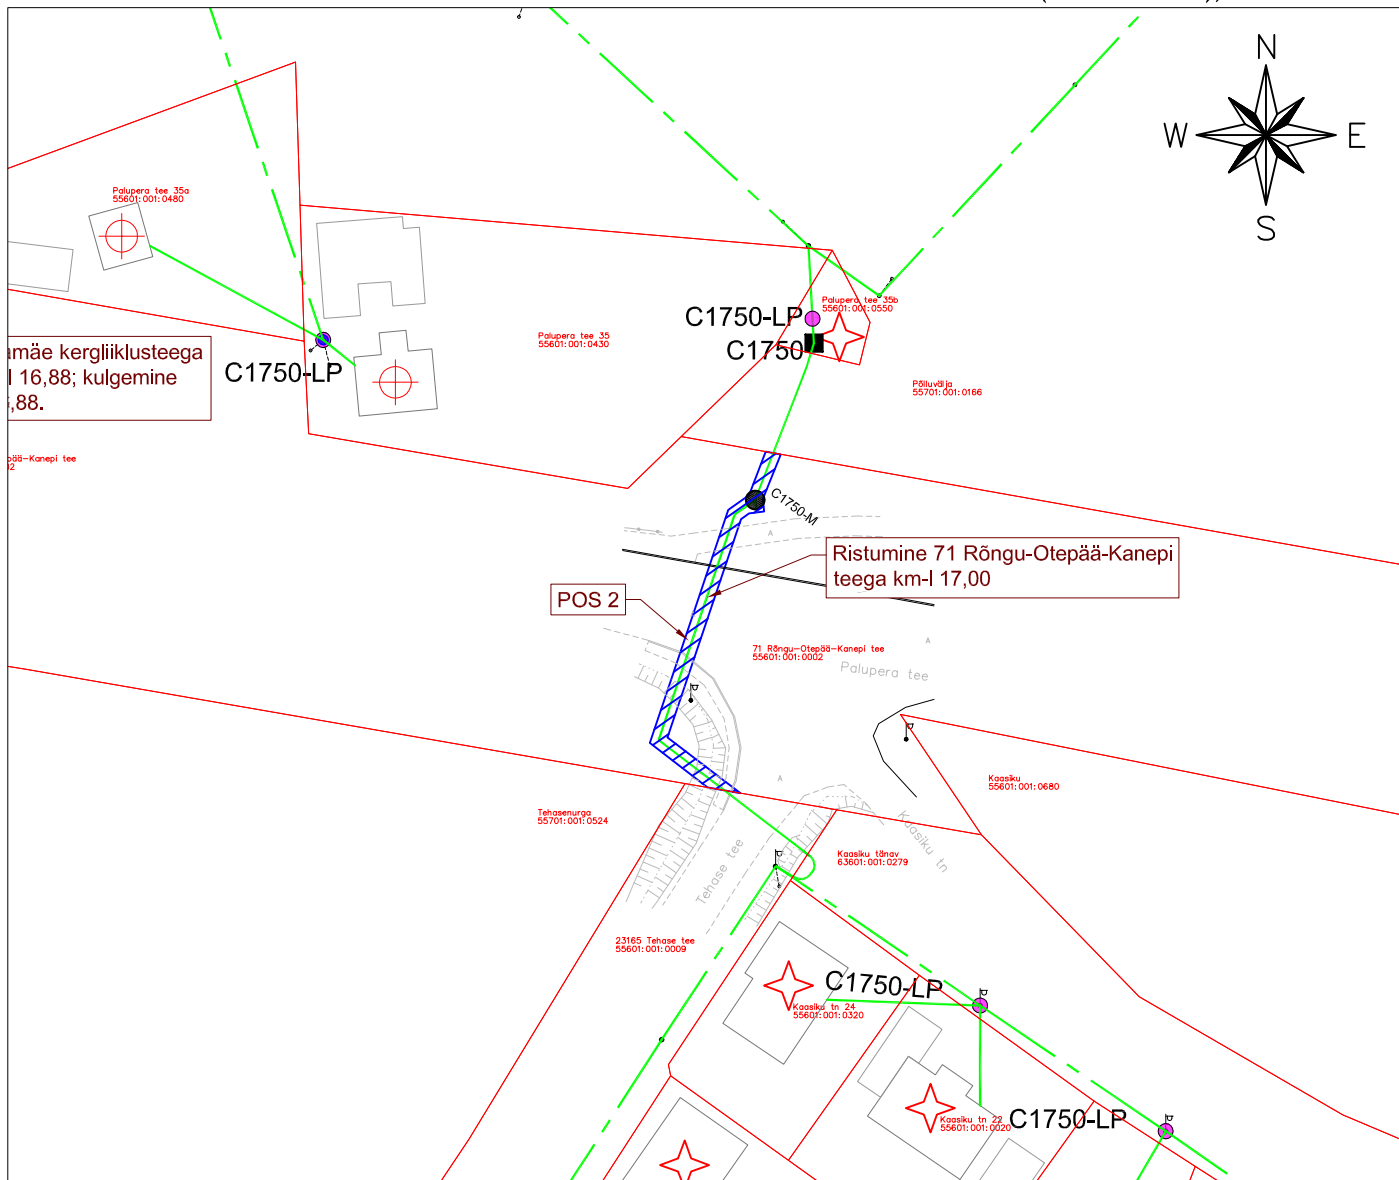 N
W
E
S
Palupera tee 35a
55601:001:0480
Palupera tee 35b
55601:001:0550
C1750-LP
C1750
Palupera tee 35
55601:001:0430
amäe kergliiklusteega
l 16,88; kulgemine
,88.
C1750-LP
Põlluvälja
55701:001:0166
pää-Kanepi tee
C1750-M
A
Ristumine 71 Rõngu-Otepää-Kanepi
teega km-l 17,00
POS 2
71 Rõngu-Otepää-Kanepi tee
55601:001:0002
A
Palupera tee
Kaasiku
55601:001:0680
A
Tehasenurga
55701:001:0524
Kaasiku tn
Tehase tee
Kaasiku tänav
63601:001:0279
23165 Tehase tee
55601:001:0009
C1750-LP
Kaasiku tn 24
55601:001:0320
Kaasiku tn 22
55601:001:0020
C1750-LP